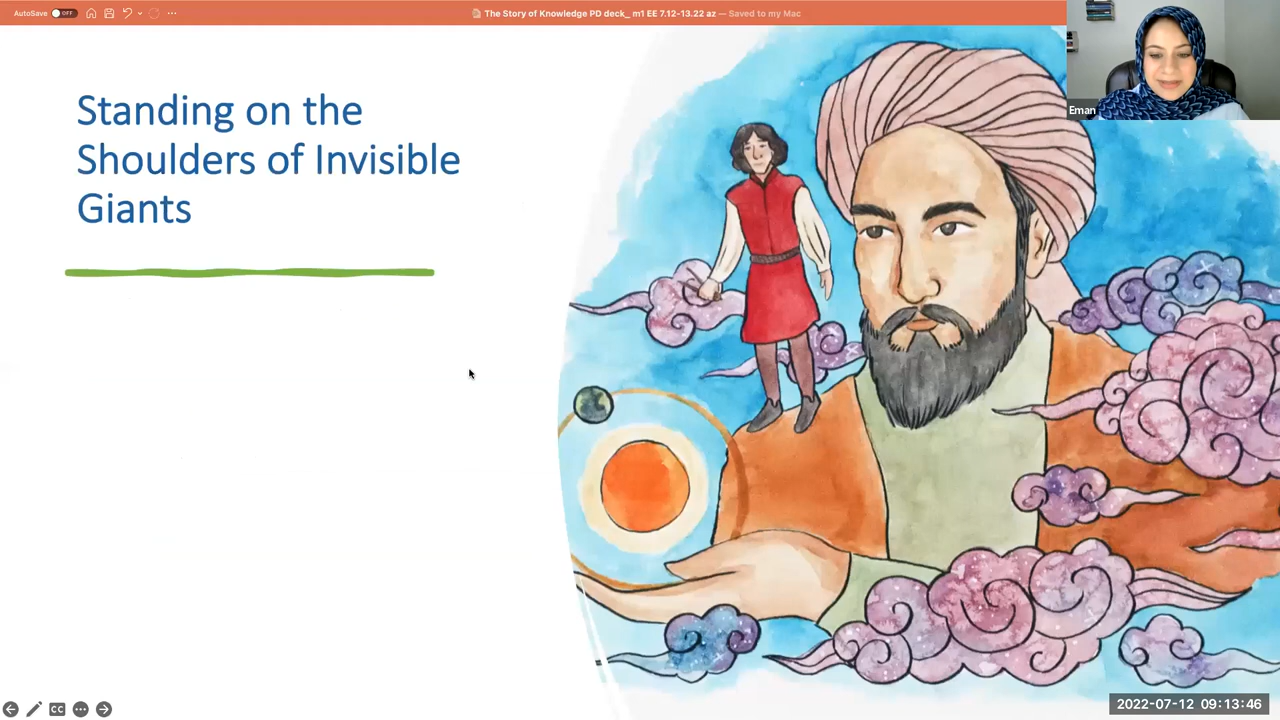 AutoSave OFF
The Story of Knowledge PD deck_ m1 EE 7.12-13.22 az — Saved to my Mac
Eman
Standing on the
Shoulders of Invisible
Giants
CC
2022-07-12 09:13:46